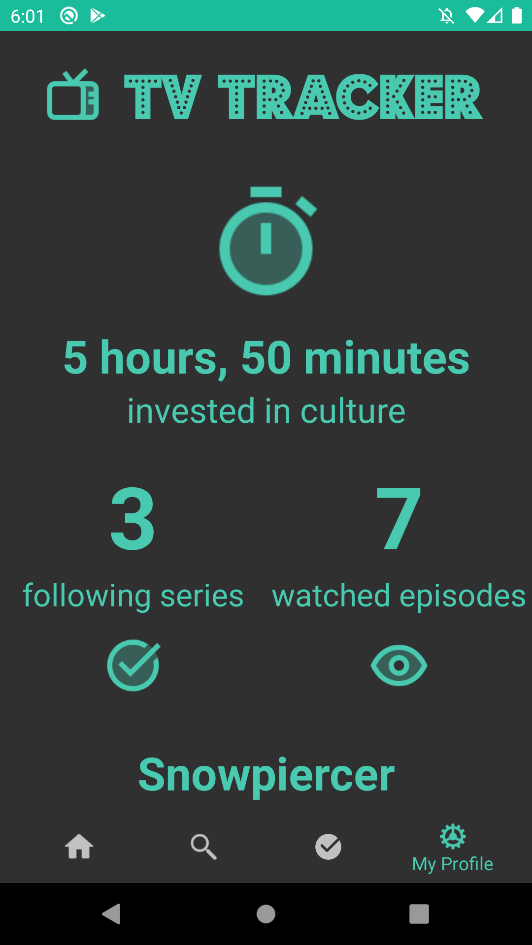 6:01
TV TRACKER
5 hours, 50 minutes
invested in culture
3
7
following series
watched episodes
Snowpiercer
My Profile